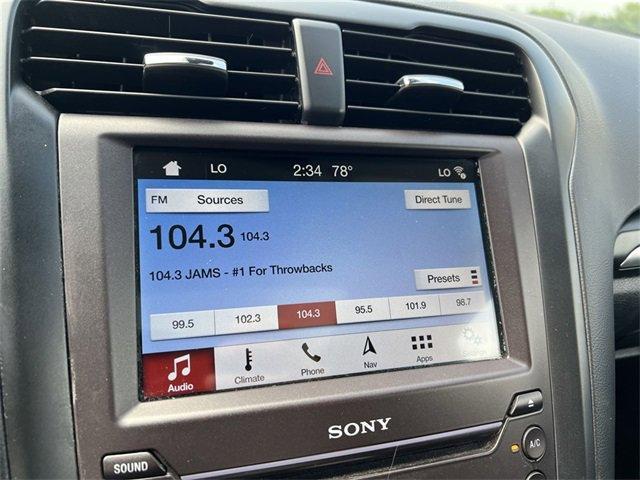 LO 2:34 78° LO
FM Sources Direct Tune
104.3 104.3
104.3 JAMS - #1 For Throwbacks
Presets
99.5 102.3 104.3 95.5 101.9 98.7
Audio Climate Phone Nav Apps
SONY
SOUND A/C